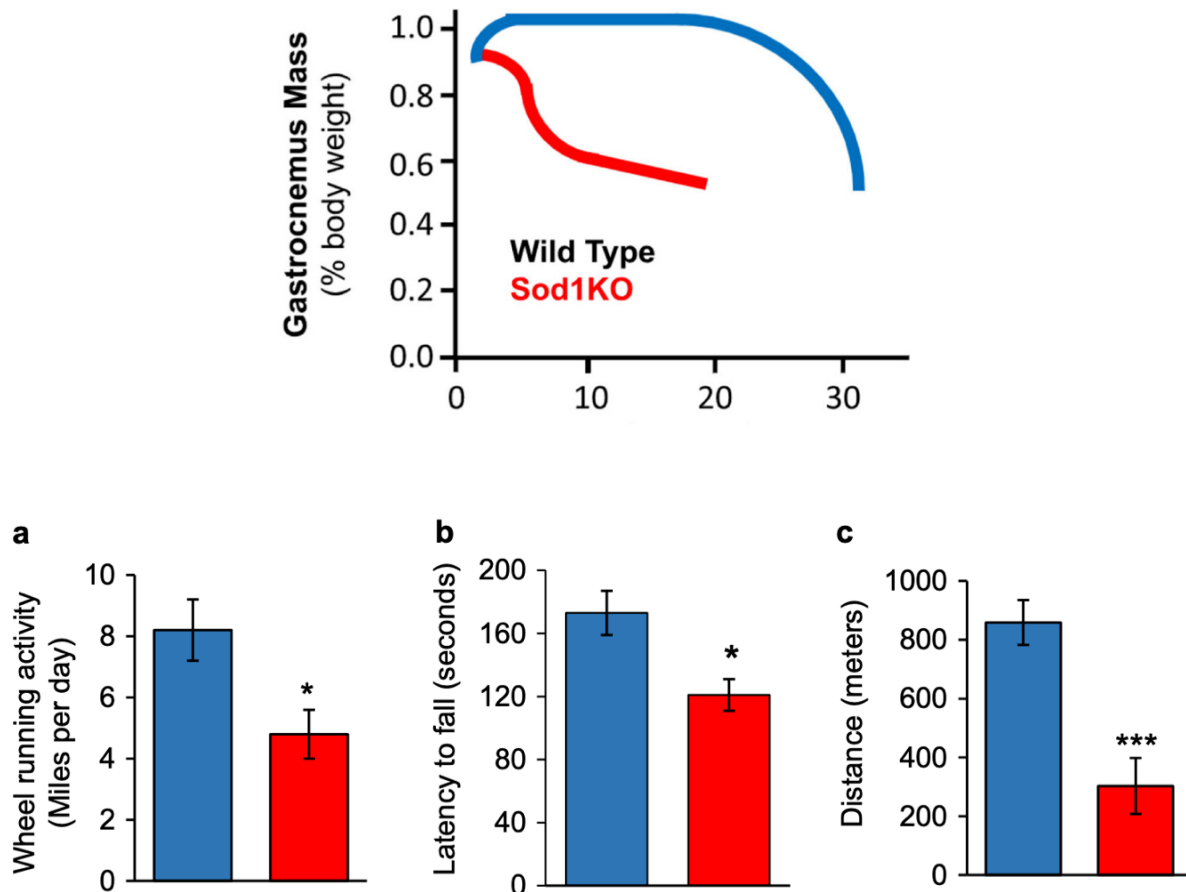 Gastrocnemus Mass
(% body weight)
1.0
0.8
0.6
0.4
0.2
0.0
Wild Type
Sod1KO
0 10 20 30
a
Wheel running activity
(Miles per day)
10
8
6
4
2
0
*
b
Latency to fall (seconds)
200
160
120
80
40
0
*
c
Distance (meters)
1000
800
600
400
200
0
***